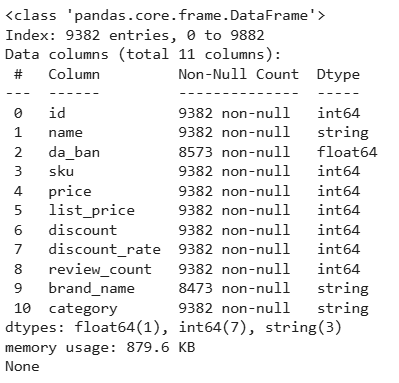 <class 'pandas.core.frame.DataFrame'>
Index: 9382 entries, 0 to 9882
Data columns (total 11 columns):
 #   Column         Non-Null Count  Dtype
---  ------         --------------  -----
 0   id             9382 non-null   int64
 1   name           9382 non-null   string
 2   da_ban         8573 non-null   float64
 3   sku            9382 non-null   int64
 4   price          9382 non-null   int64
 5   list_price     9382 non-null   int64
 6   discount       9382 non-null   int64
 7   discount_rate  9382 non-null   int64
 8   review_count   9382 non-null   int64
 9   brand_name     8473 non-null   string
 10  category       9382 non-null   string
dtypes: float64(1), int64(7), string(3)
memory usage: 879.6 KB
None